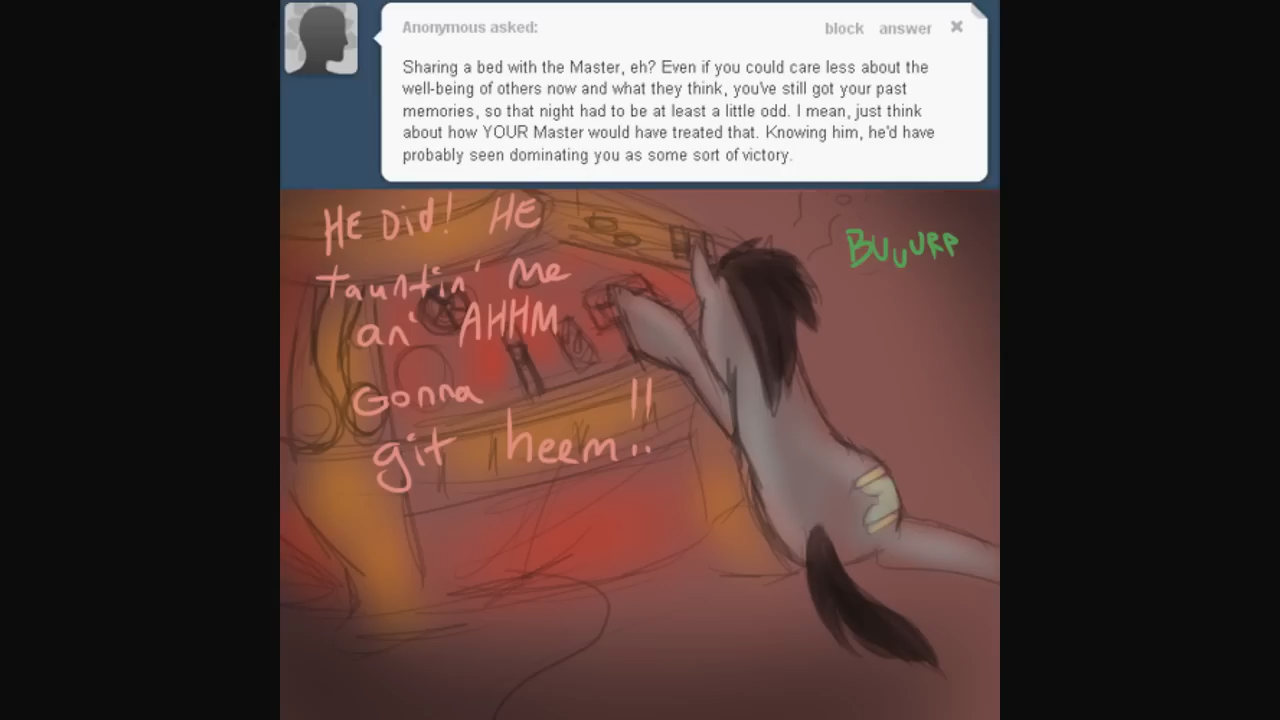 Anonymous asked:
block answer
Sharing a bed with the Master, eh? Even if you could care less about the
well-being of others now and what they think, you've still got your past
memories, so that night had to be at least a little odd. I mean, just think
about how YOUR Master would have treated that. Knowing him, he'd have
probably seen dominating you as some sort of victory.
HE DiD! HE
tauntin' me
an' AHHM
Gonna
git heem..!!
BUuURP